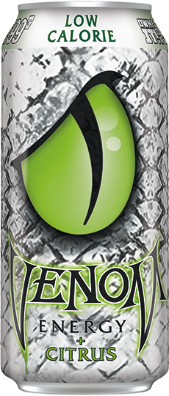 LOW
CALORIE
VENOM
ENERGY
+
CITRUS